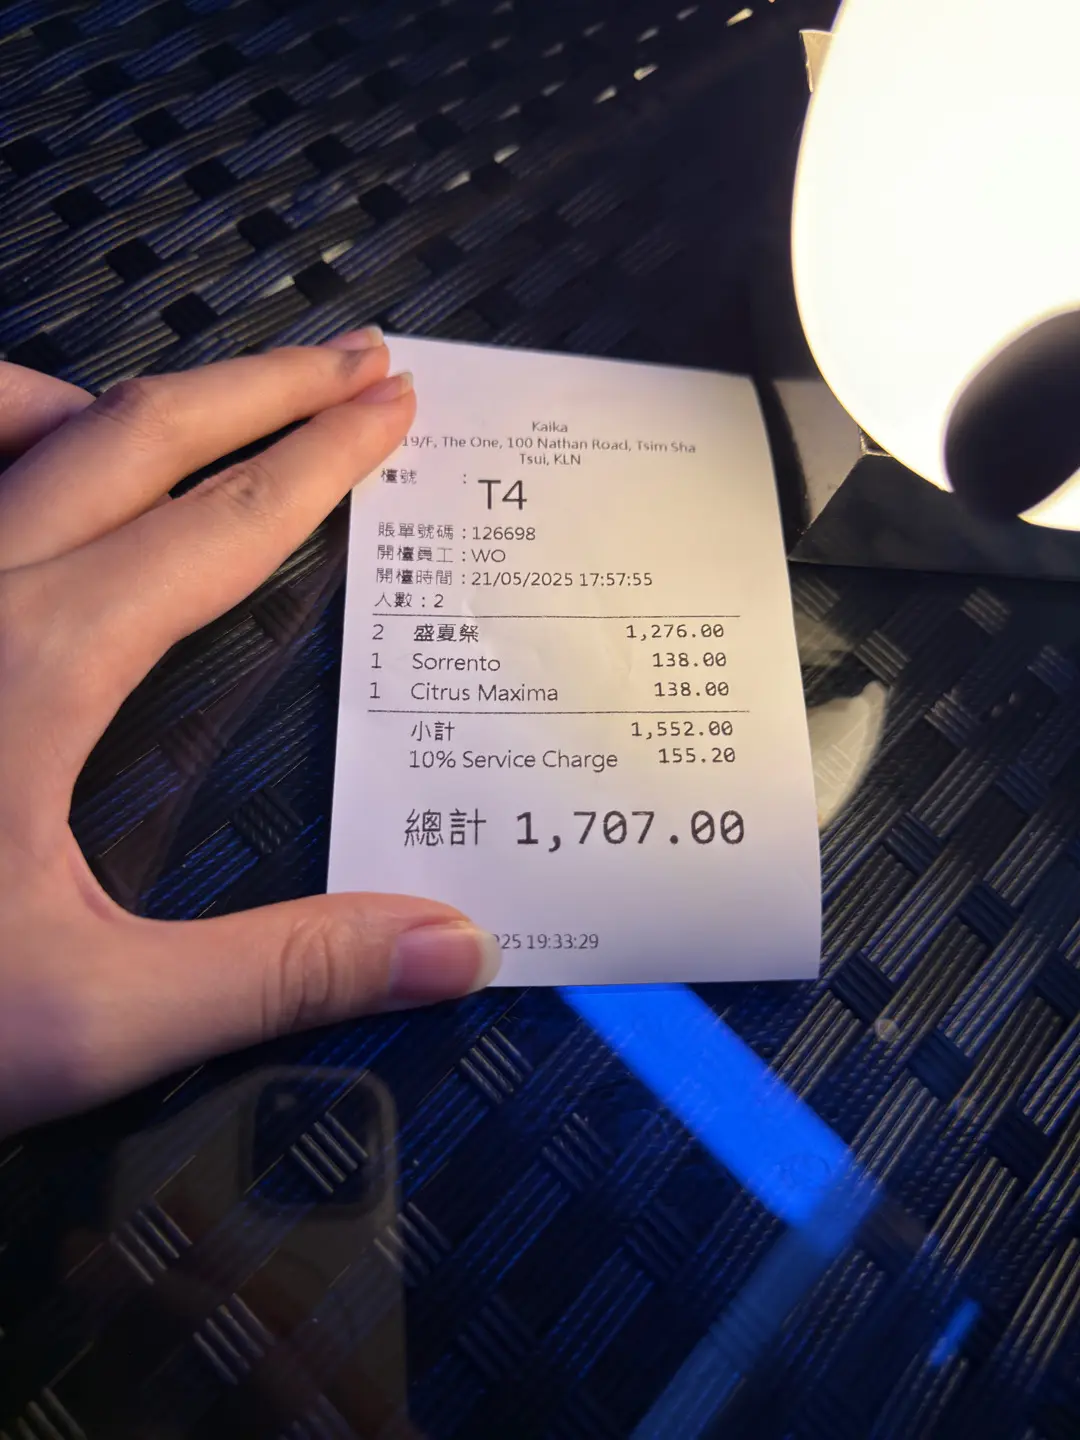 Kaika
19/F, The One, 100 Nathan Road, Tsim Sha
Tsui, KLN
檯號 : T4
賬單號碼 : 126698
開檯員工 : WO
開檯時間 : 21/05/2025 17:57:55
人數 : 2
2 盛夏祭 1,276.00
1 Sorrento 138.00
1 Citrus Maxima 138.00
小計 1,552.00
10% Service Charge 155.20
總計 1,707.00
25 19:33:29